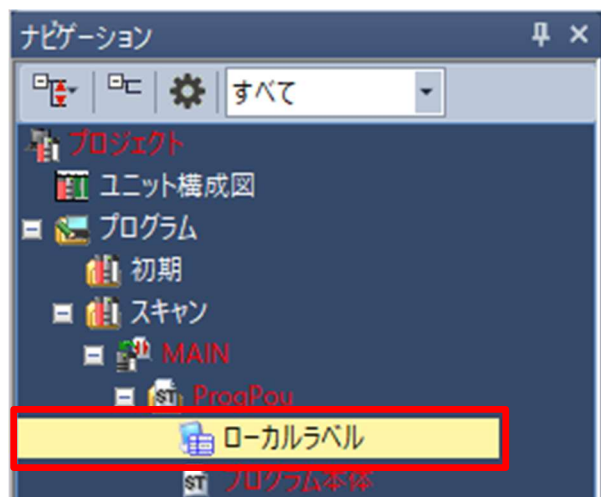 ナビゲーション
すべて
プロジェクト
ユニット構成図
プログラム
初期
スキャン
MAIN
ST ProgPou
ローカルラベル
ST プログラム本体